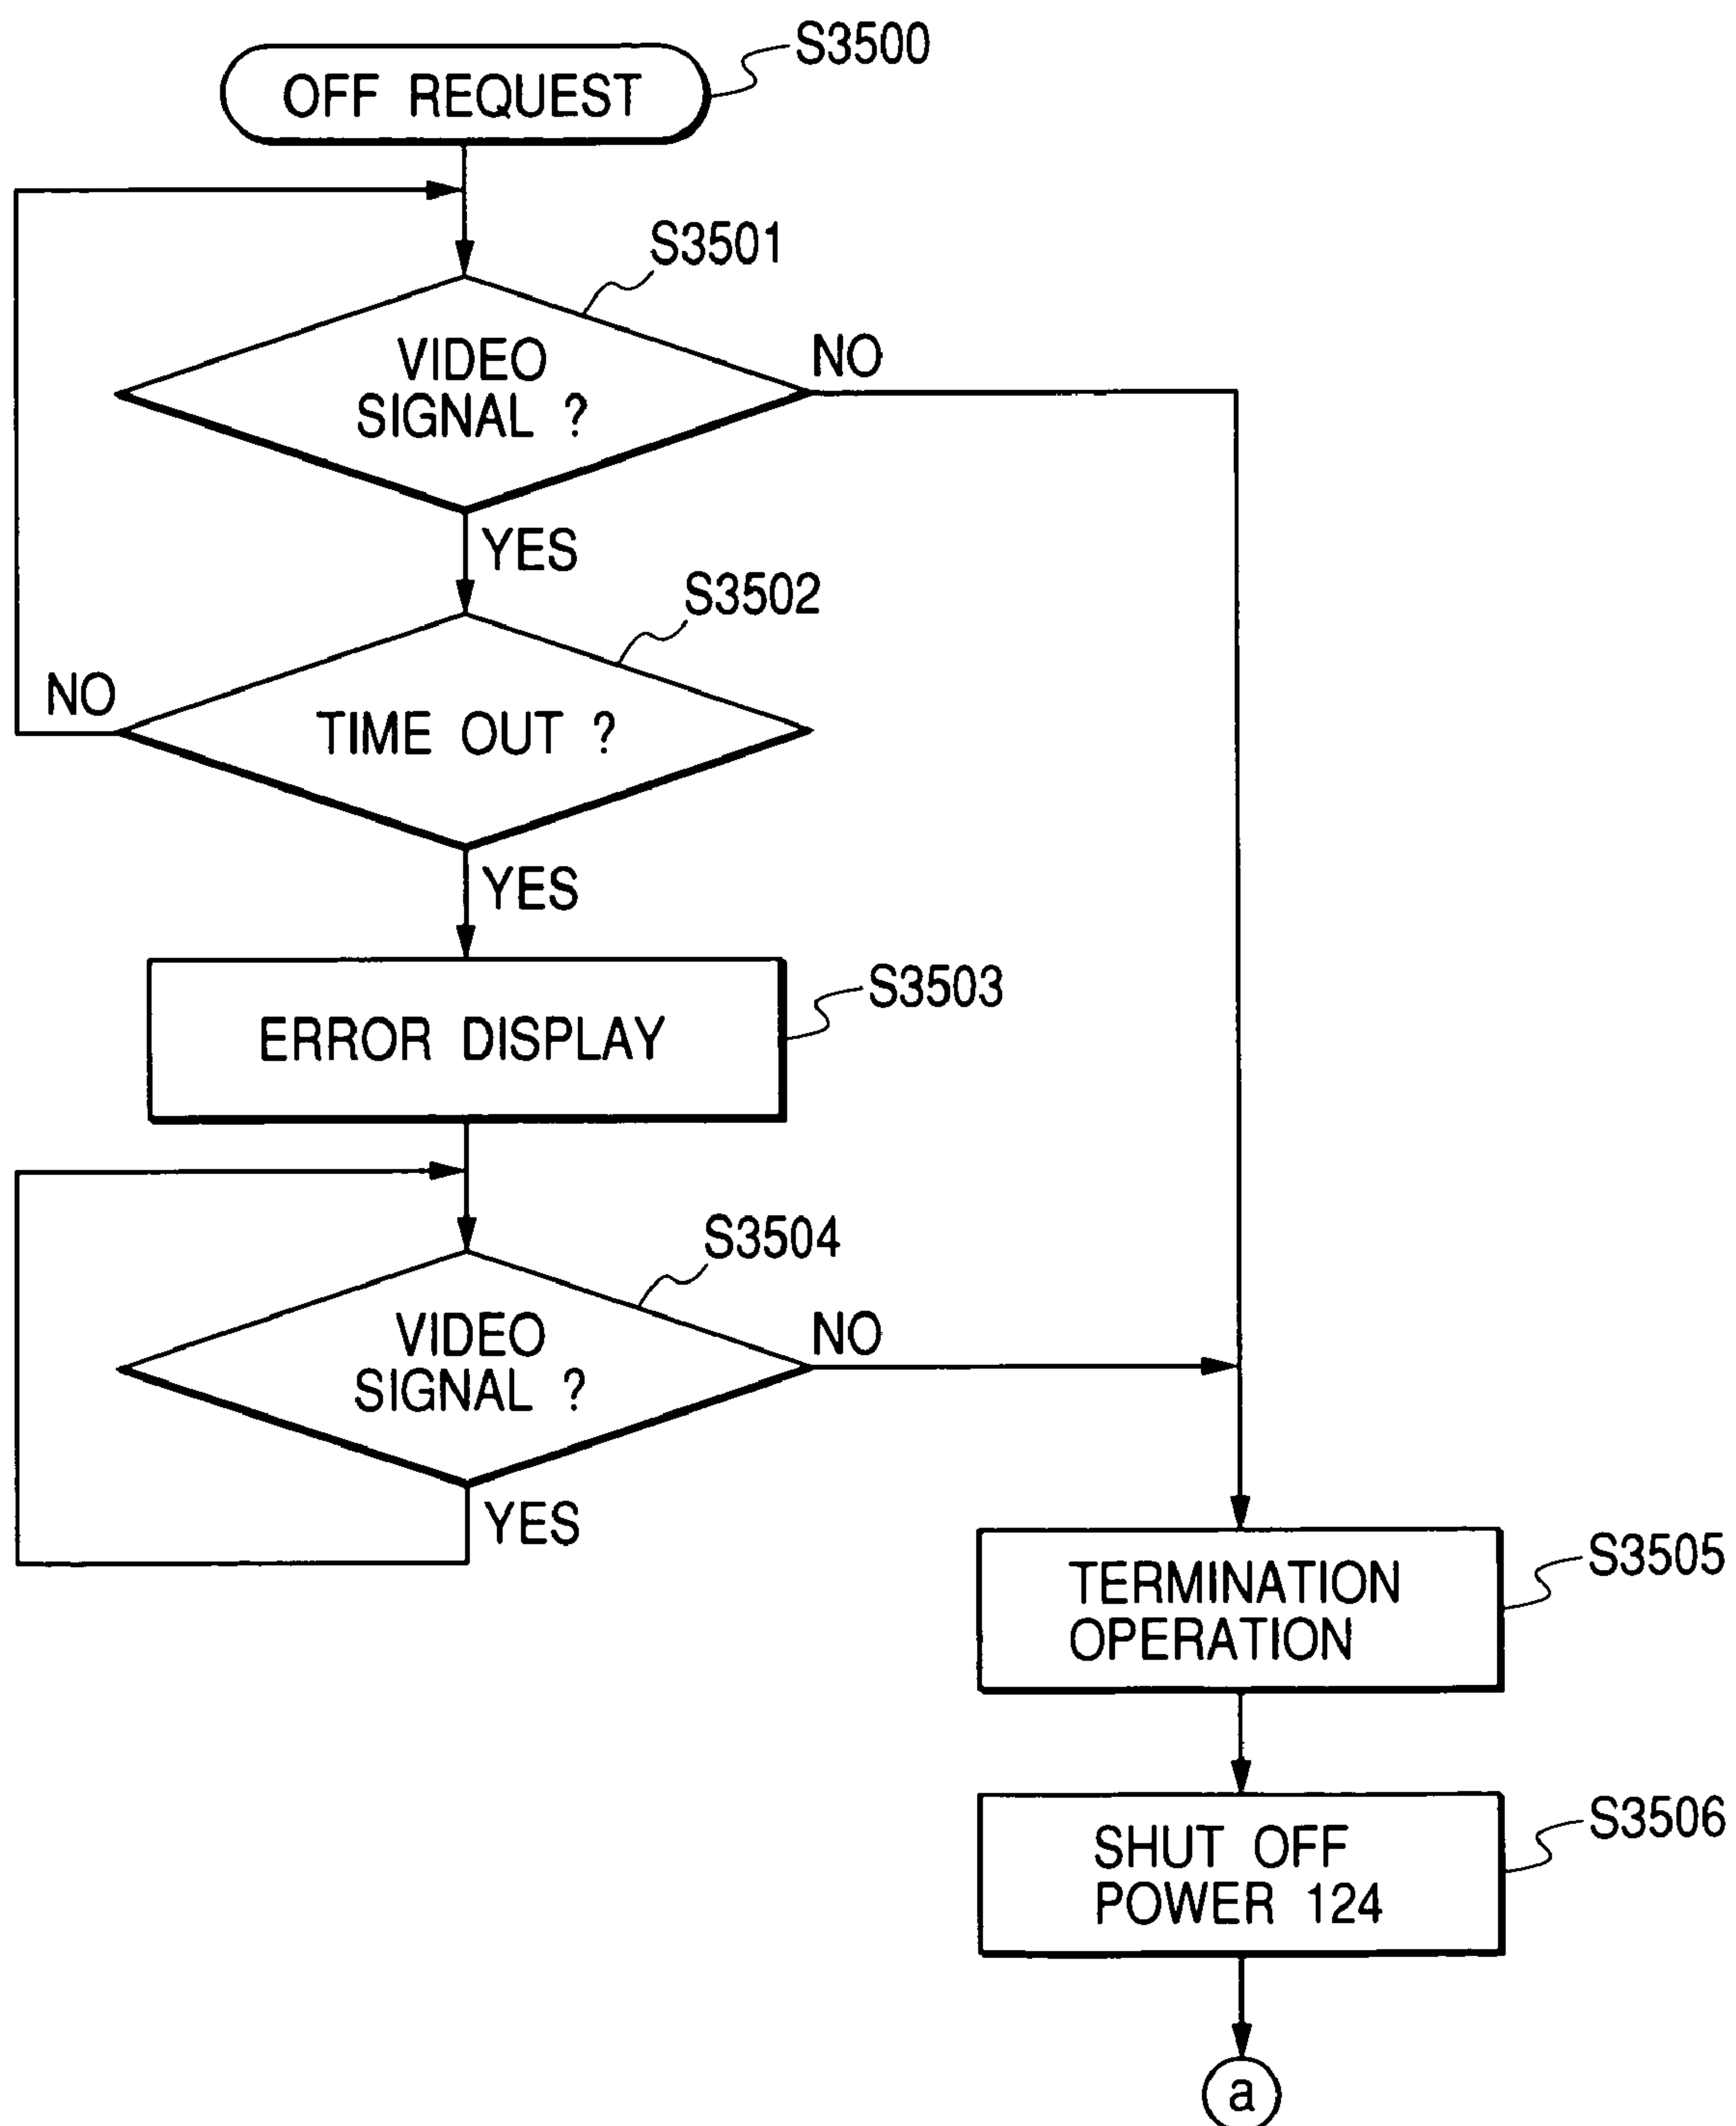 S3500
OFF REQUEST
S3501
VIDEO
SIGNAL ?
NO
YES
S3502
NO
TIME OUT ?
YES
S3503
ERROR DISPLAY
S3504
VIDEO
SIGNAL ?
NO
YES
S3505
TERMINATION
OPERATION
S3506
SHUT OFF
POWER 124
a